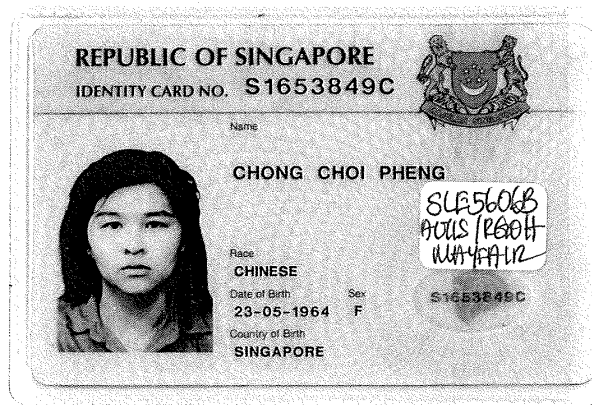 REPUBLIC OF SINGAPORE
IDENTITY CARD NO. S1653849C
Name
CHONG CHOI PHENG
SLF5606B
MAYFAIR
Race
CHINESE
Date of Birth Sex
23-05-1964 F
S1653849C
Country of Birth
SINGAPORE